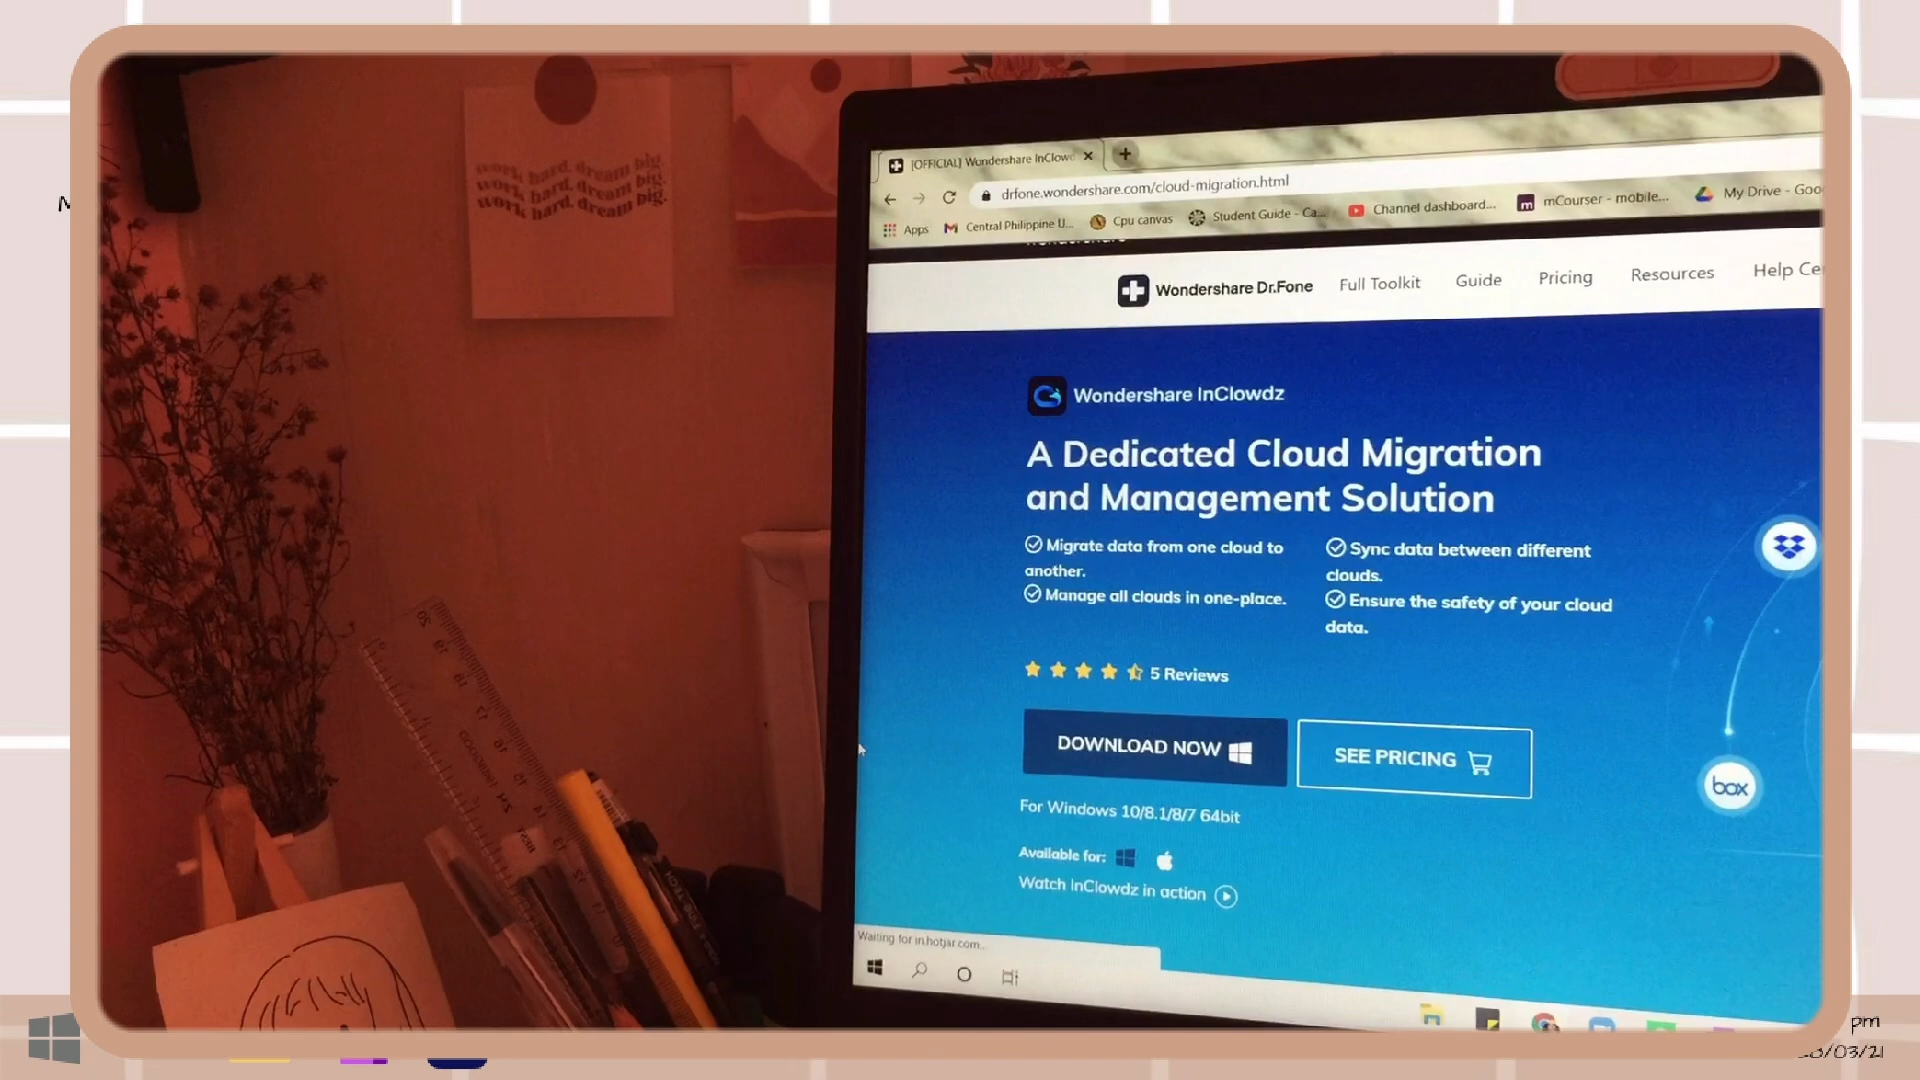 work hard. dream big.
work hard. dream big.
work hard. dream big.
[OFFICIAL] Wondershare InClow
drfone.wondershare.com/cloud-migration.html
Apps
Central Philippine U...
Cpu canvas
Student Guide - Ca...
Channel dashboard...
mCourser - mobile...
My Drive - Goo
Wondershare Dr.Fone
Full Toolkit
Guide
Pricing
Resources
Help Ce
Wondershare InClowdz
A Dedicated Cloud Migration
and Management Solution
Migrate data from one cloud to
another.
Manage all clouds in one-place.
Sync data between different
clouds.
Ensure the safety of your cloud
data.
5 Reviews
DOWNLOAD NOW
SEE PRICING
box
For Windows 10/8.1/8/7 64bit
Available for:
Watch InClowdz in action
Waiting for in.hotjar.com...
pm
/03/21